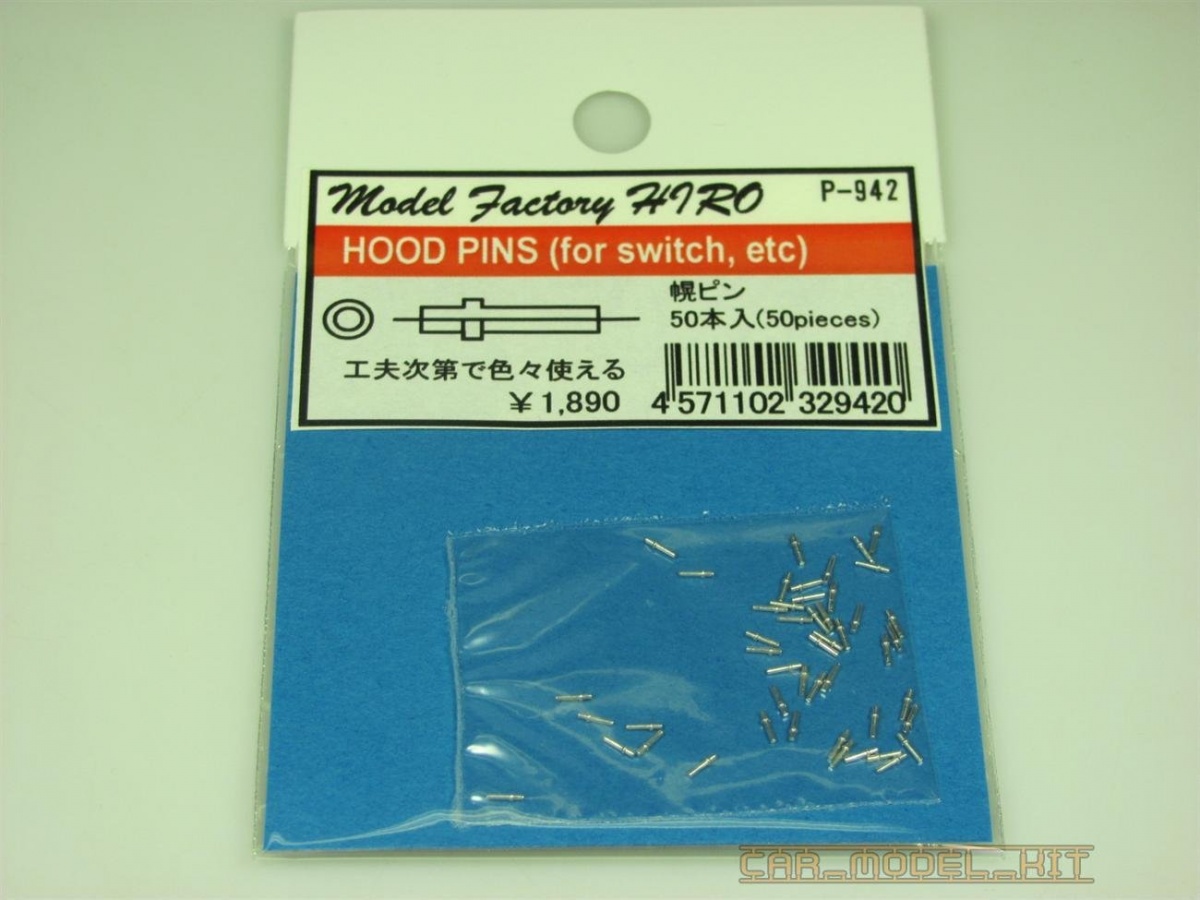 Model Factory HIRO
P-942
HOOD PINS (for switch, etc)
幌ピン
50本入(50pieces)
工夫次第で色々使える
¥1,890
4 571102 329420
CAR_MODEL_KIT